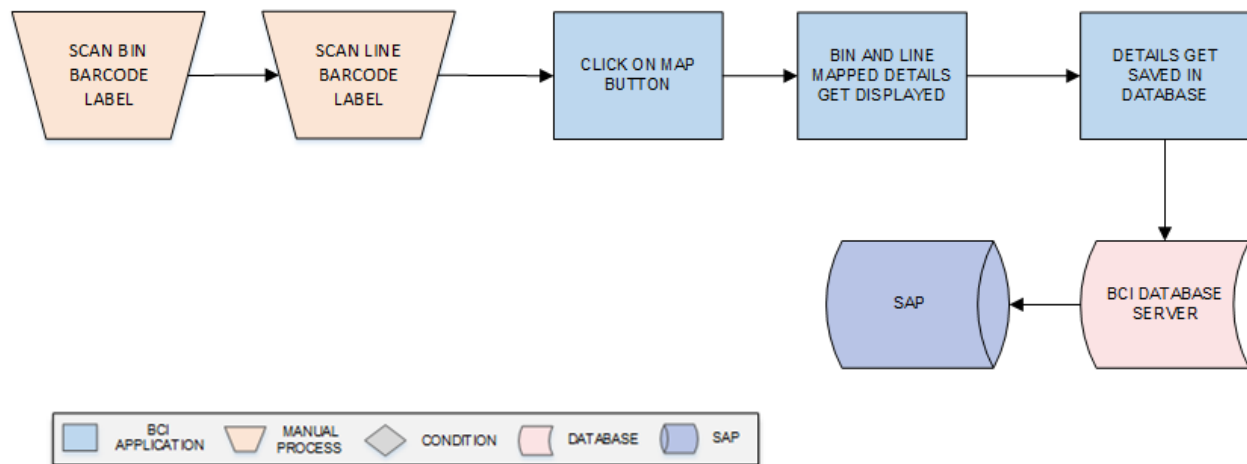 SCAN BIN
BARCODE
LABEL
SCAN LINE
BARCODE
LABEL
CLICK ON MAP
BUTTON
BIN AND LINE
MAPPED DETAILS
GET DISPLAYED
DETAILS GET
SAVED IN
DATABASE
SAP
BCI DATABASE
SERVER
BCI
APPLICATION
MANUAL
PROCESS
CONDITION
DATABASE
SAP